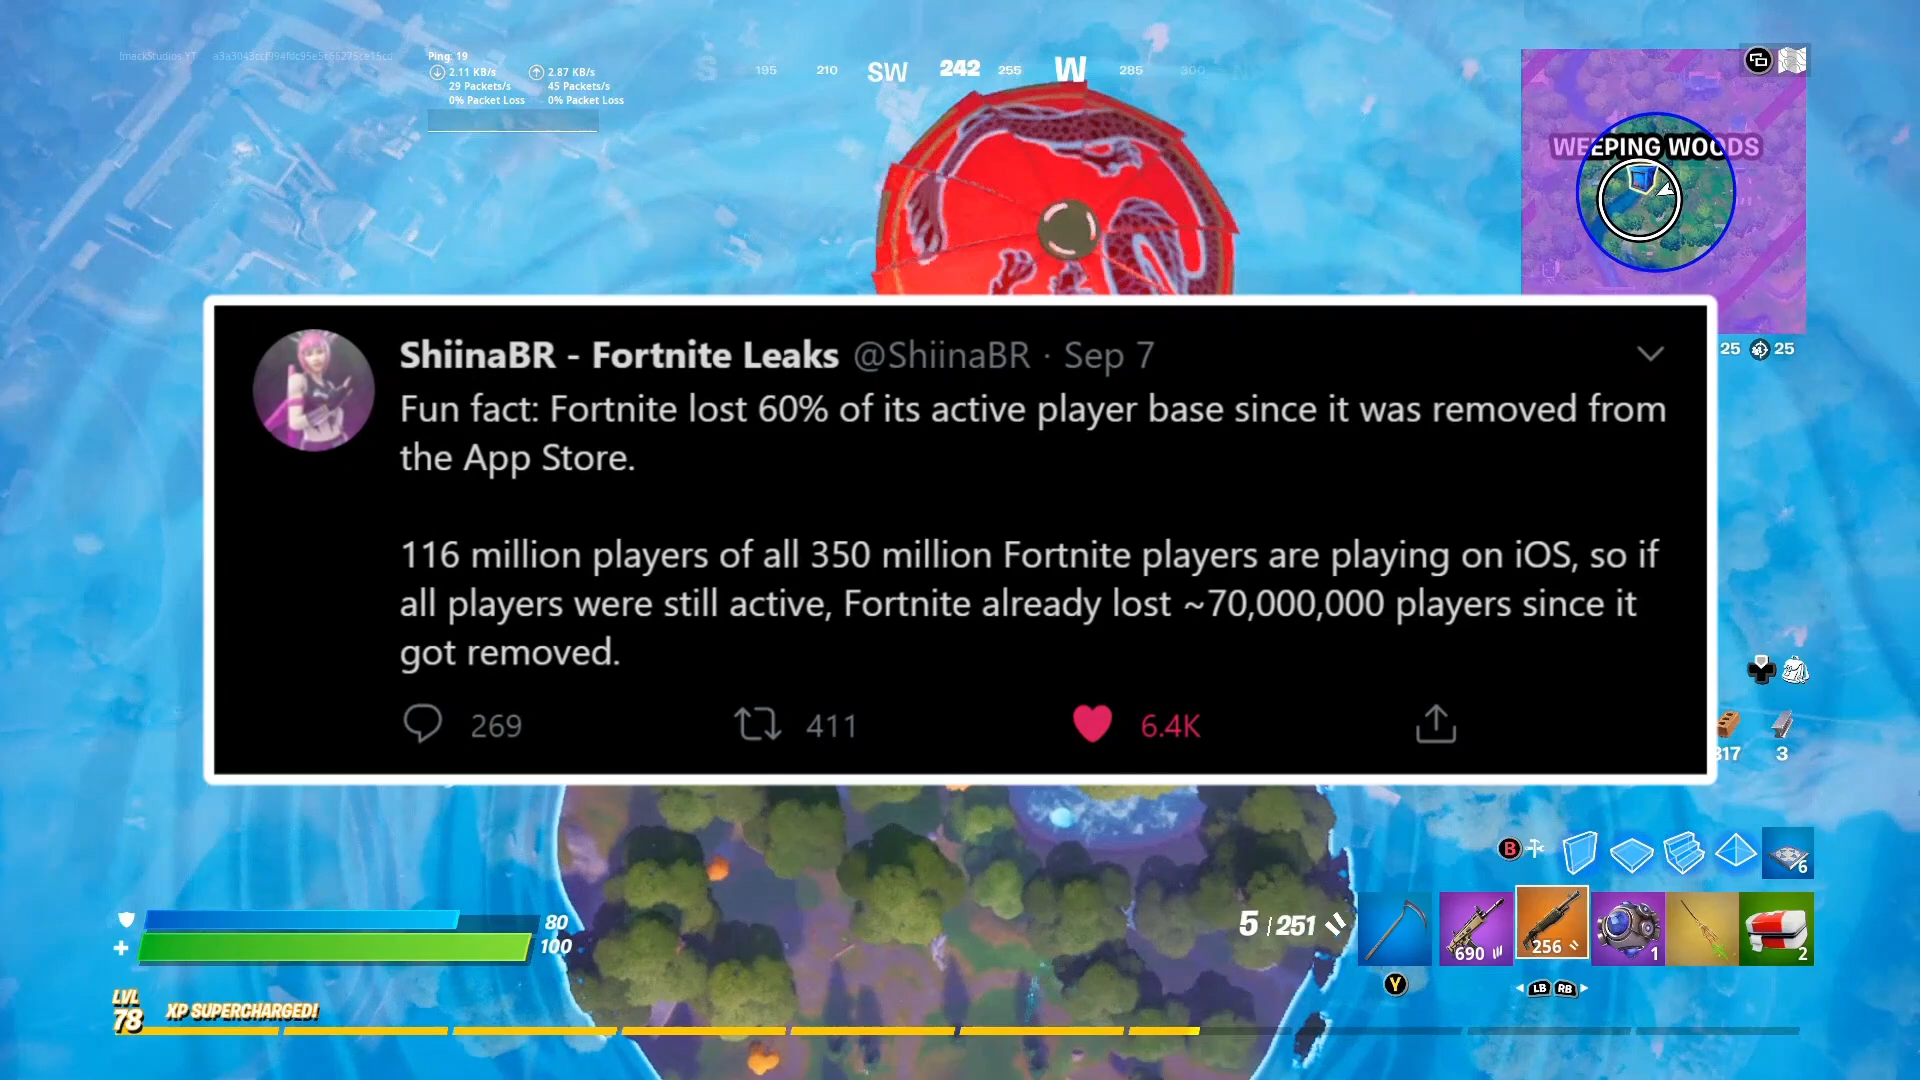 ImackStudios YT
Ping: 19
2.11 KB/s 2.87 KB/s
29 Packets/s 45 Packets/s
0% Packet Loss 0% Packet Loss
S 195 210 SW 242 255 W 285 300
WEEPING WOODS
25 25
ShiinaBR - Fortnite Leaks @ShiinaBR · Sep 7
Fun fact: Fortnite lost 60% of its active player base since it was removed from
the App Store.
116 million players of all 350 million Fortnite players are playing on iOS, so if
all players were still active, Fortnite already lost ~70,000,000 players since it
got removed.
269 411 6.4K
317 3
B 6
80
100
5 / 251
690 256 1 2
Y LB RB
LVL
78 XP SUPERCHARGED!